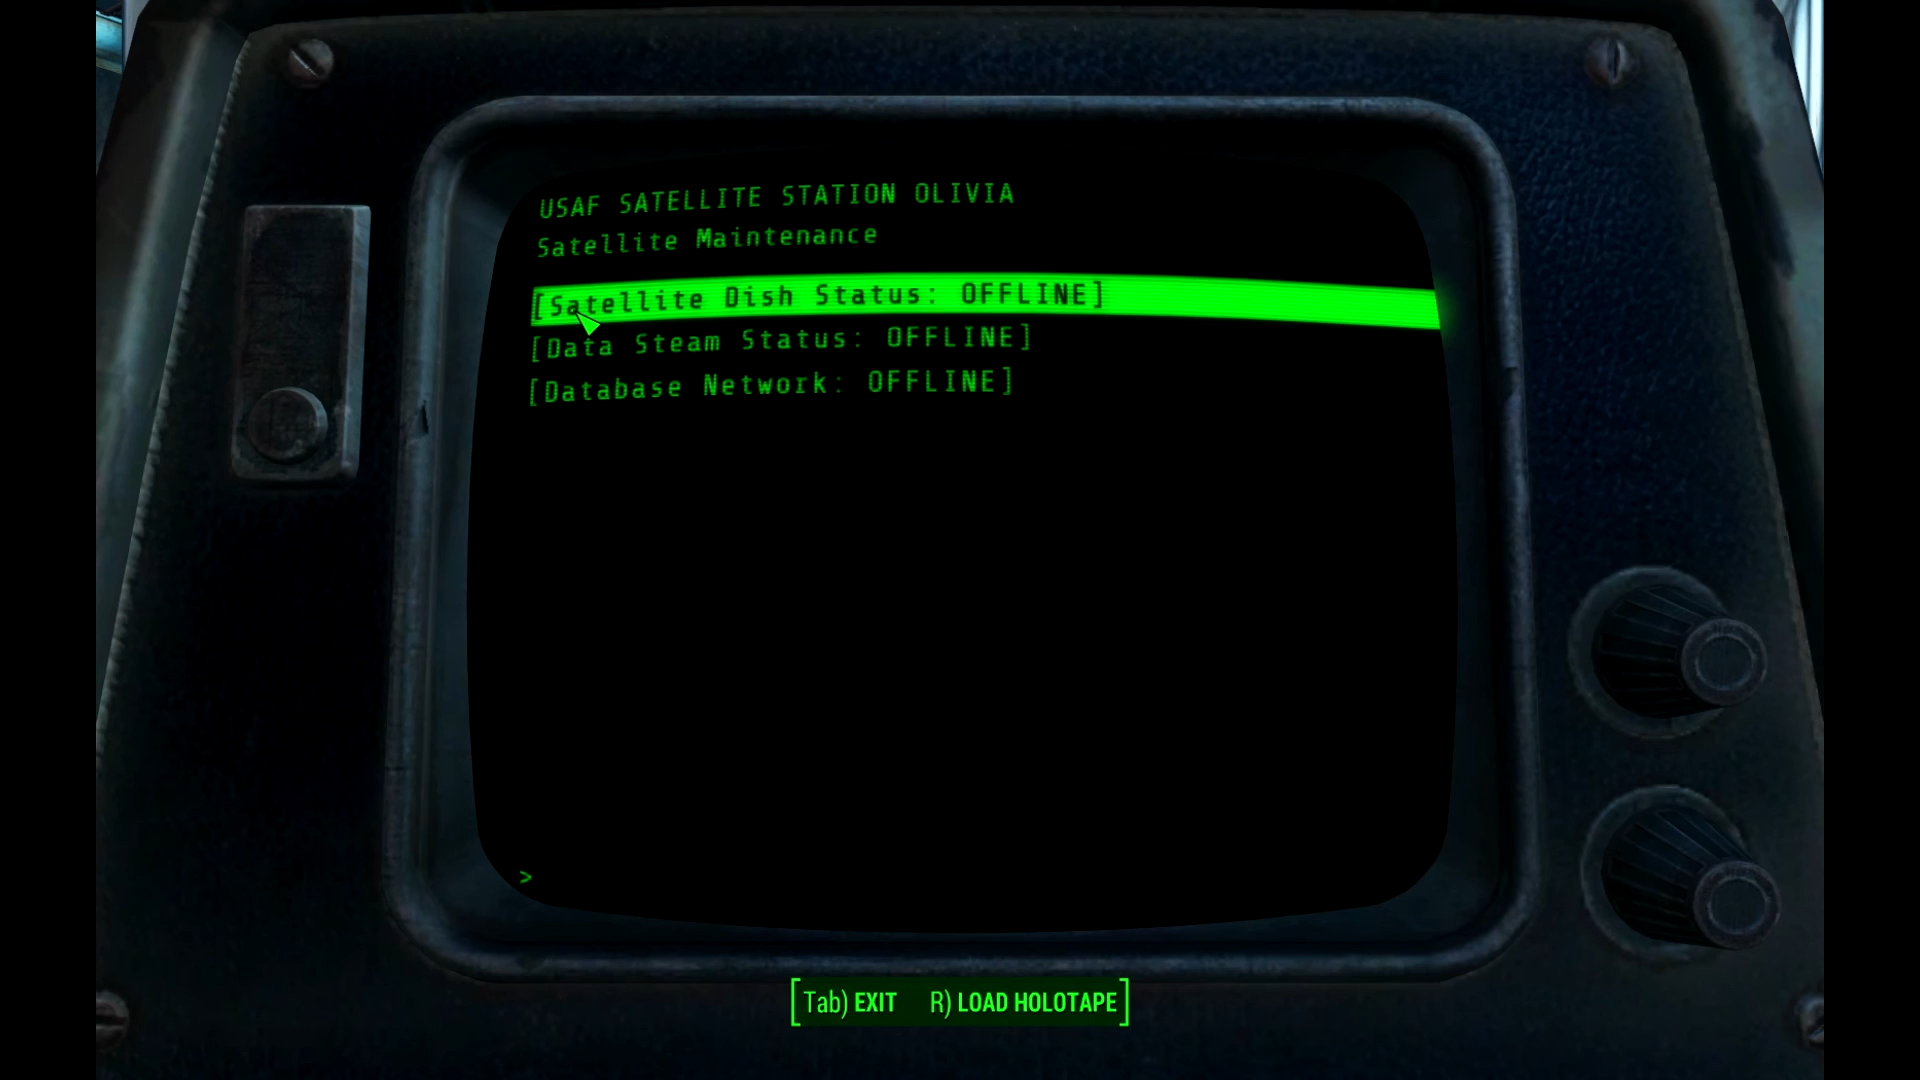 USAF SATELLITE STATION OLIVIA
Satellite Maintenance
[Satellite Dish Status: OFFLINE]
[Data Steam Status: OFFLINE]
[Database Network: OFFLINE]
>
[Tab) EXIT R) LOAD HOLOTAPE]